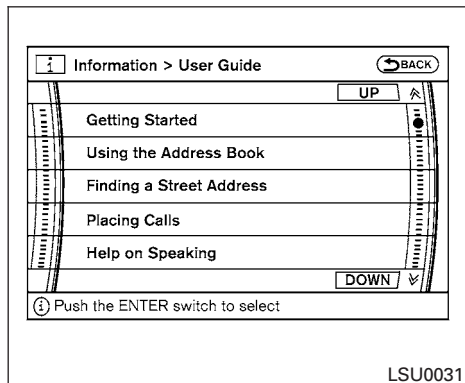 i Information > User Guide BACK
UP
Getting Started
Using the Address Book
Finding a Street Address
Placing Calls
Help on Speaking
DOWN
i Push the ENTER switch to select
LSU0031